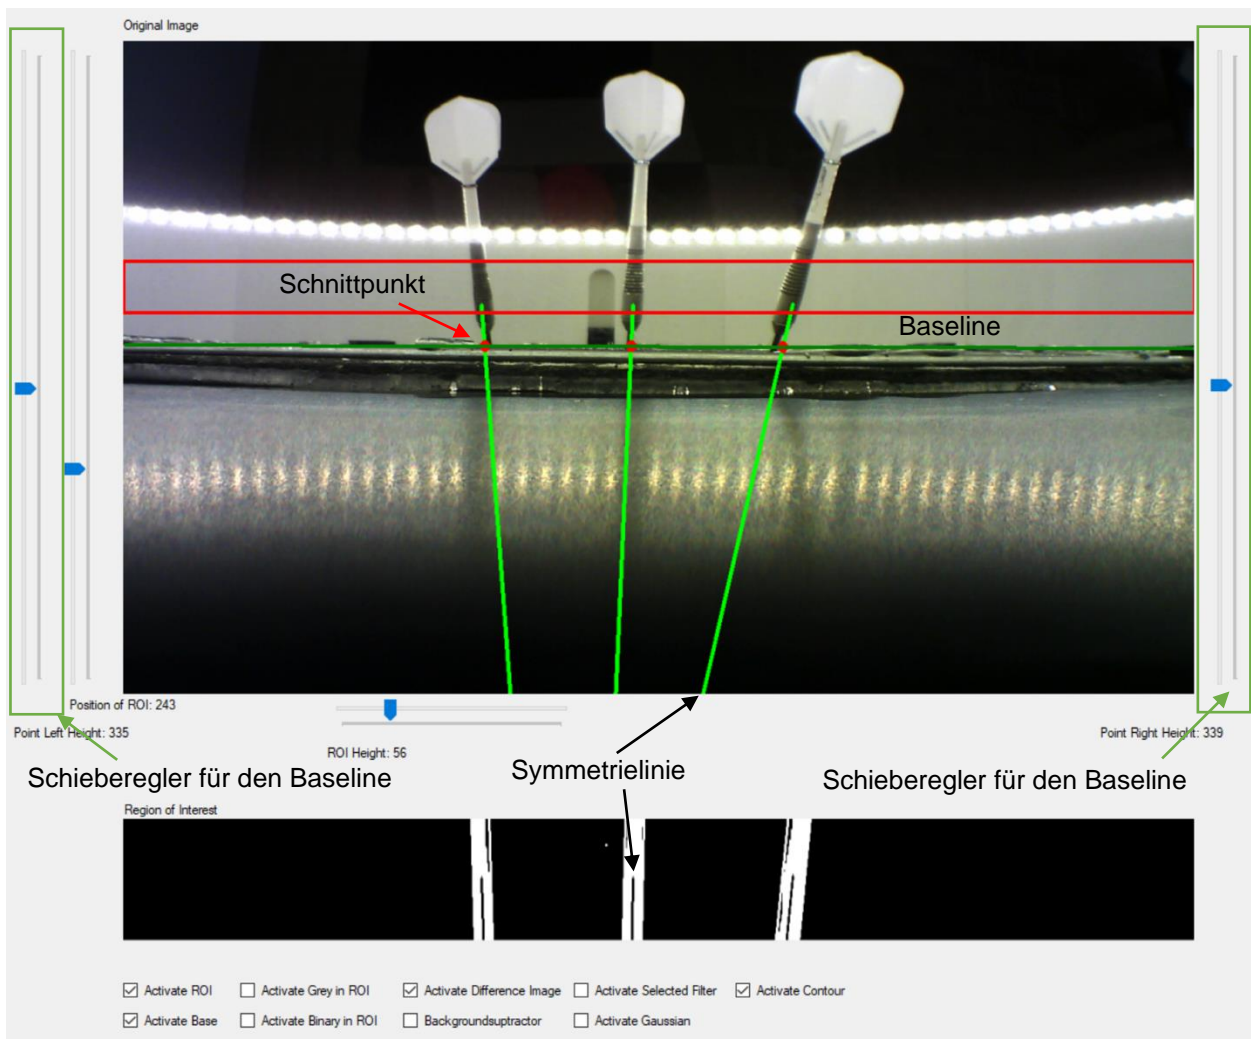 Original Image
Schnittpunkt
Baseline
Position of ROI: 243
Point Left Height: 335
ROI Height: 56
Point Right Height: 339
Schieberegler für den Baseline
Symmetrielinie
Schieberegler für den Baseline
Region of Interest
Activate ROI
Activate Grey in ROI
Activate Difference Image
Activate Selected Filter
Activate Contour
Activate Base
Activate Binary in ROI
Backgroundsuptractor
Activate Gaussian